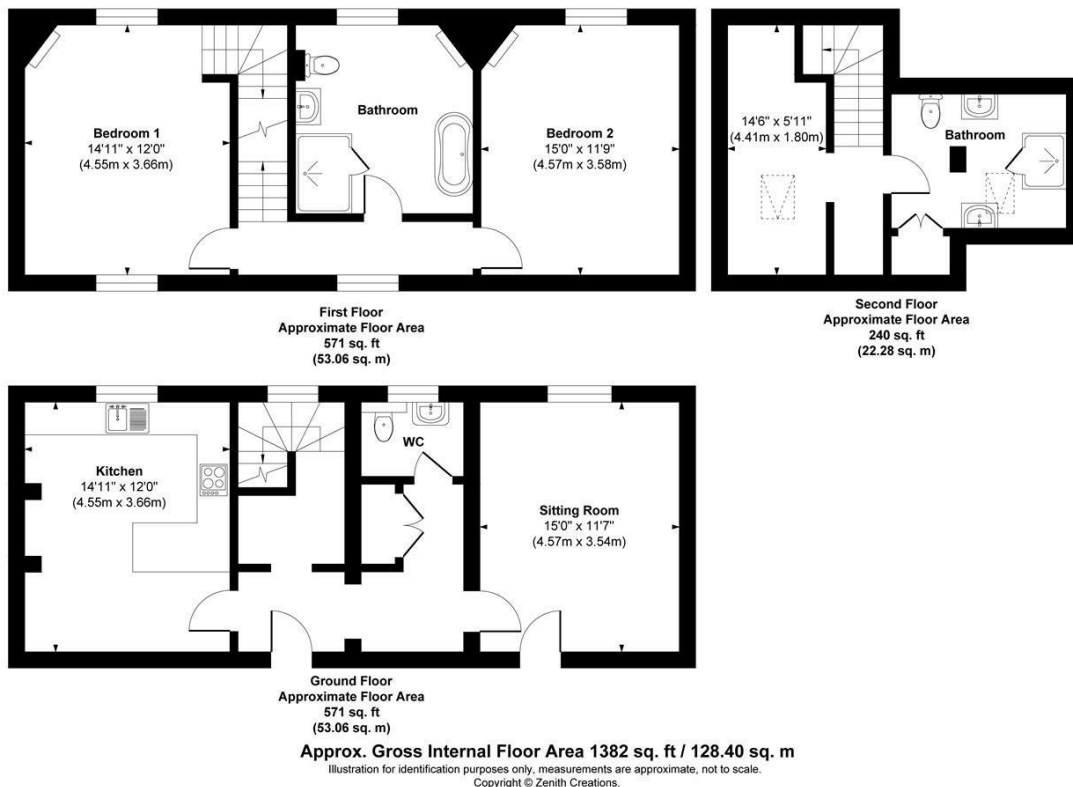 Bedroom 1
14'11" x 12'0"
(4.55m x 3.66m)
Bathroom
Bedroom 2
15'0" x 11'9"
(4.57m x 3.58m)
First Floor
Approximate Floor Area
571 sq. ft
(53.06 sq. m)
14'6" x 5'11"
(4.41m x 1.80m)
Bathroom
Second Floor
Approximate Floor Area
240 sq. ft
(22.28 sq. m)
Kitchen
14'11" x 12'0"
(4.55m x 3.66m)
WC
Sitting Room
15'0" x 11'7"
(4.57m x 3.54m)
Ground Floor
Approximate Floor Area
571 sq. ft
(53.06 sq. m)
Approx. Gross Internal Floor Area 1382 sq. ft / 128.40 sq. m
Illustration for identification purposes only, measurements are approximate, not to scale.
Copyright © Zenith Creations.